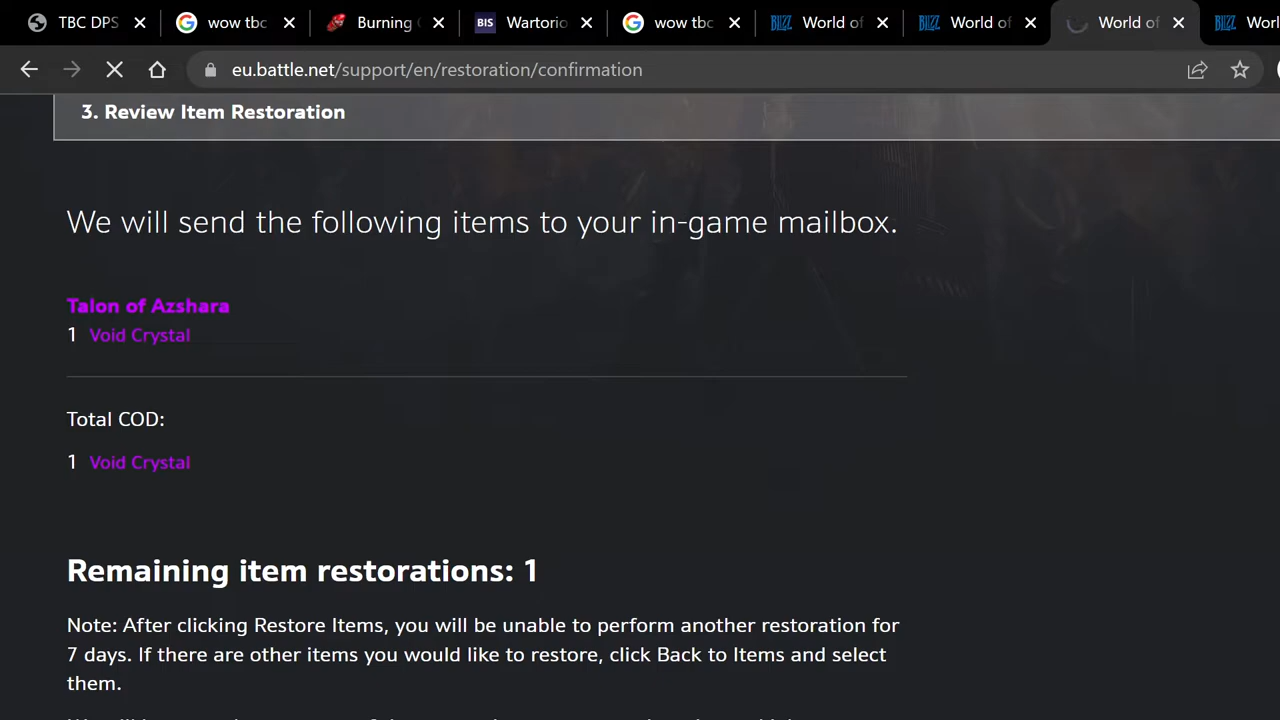 TBC DPS wow tbc Burning Wartorio wow tbc World of World of World of Worl
eu.battle.net/support/en/restoration/confirmation
3. Review Item Restoration
We will send the following items to your in-game mailbox.
Talon of Azshara
1 Void Crystal
Total COD:
1 Void Crystal
Remaining item restorations: 1
Note: After clicking Restore Items, you will be unable to perform another restoration for
7 days. If there are other items you would like to restore, click Back to Items and select
them.